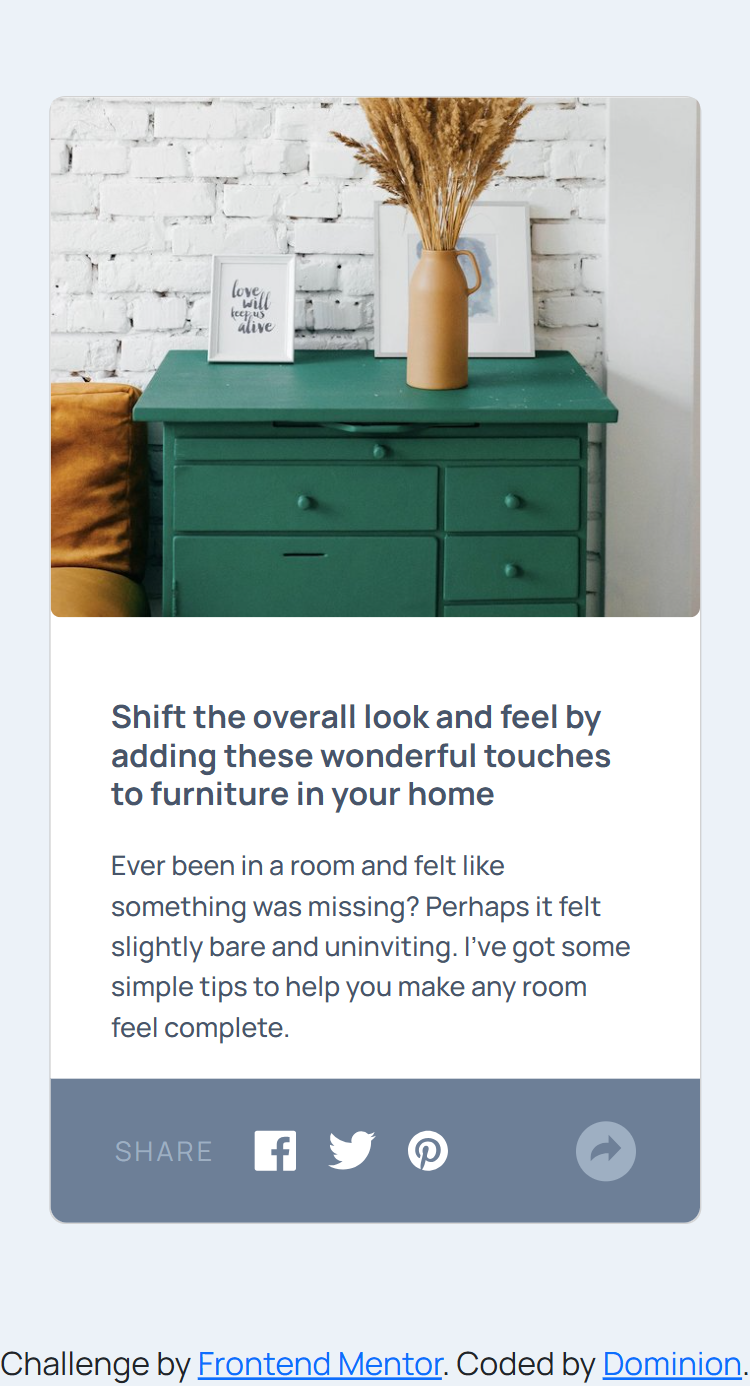 love
will
keep us
alive
Shift the overall look and feel by
adding these wonderful touches
to furniture in your home
Ever been in a room and felt like
something was missing? Perhaps it felt
slightly bare and uninviting. I’ve got some
simple tips to help you make any room
feel complete.
SHARE
Challenge by Frontend Mentor. Coded by Dominion.